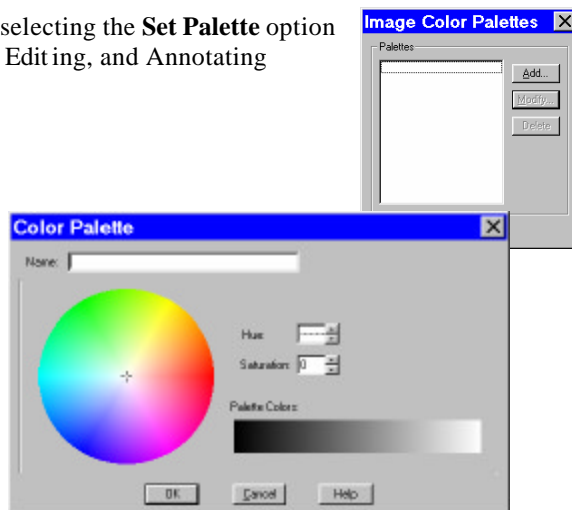 selecting the Set Palette option
Edit ing, and Annotating
Image Color Palettes
Palettes
Add...
Modify...
Delete
Color Palette
Name:
Hue:
Saturation: 0
Palette Colors:
OK
Cancel
Help